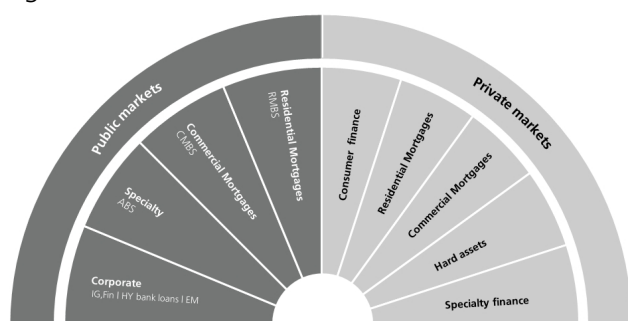 Public markets
Private markets
Corporate
IG,Fin I HY bank loans I EM
Specialty
ABS
Commercial Mortgages
CMBS
Residential Mortgages
RMBS
Consumer finance
Residential Mortgages
Commercial Mortgages
Hard assets
Specialty finance